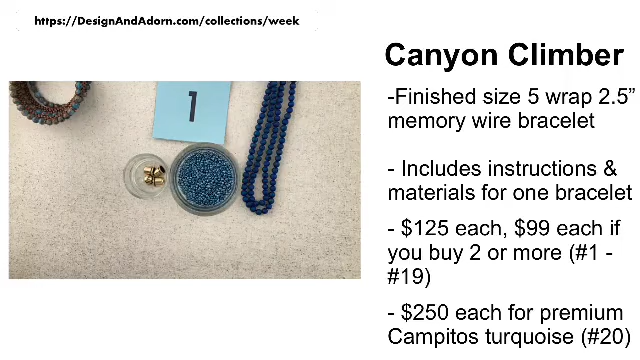 https://DesignAndAdorn.com/collections/week
Canyon Climber
-Finished size 5 wrap 2.5”
memory wire bracelet
- Includes instructions &
materials for one bracelet
- $125 each, $99 each if
you buy 2 or more (#1 -
#19)
- $250 each for premium
Campitos turquoise (#20)
1